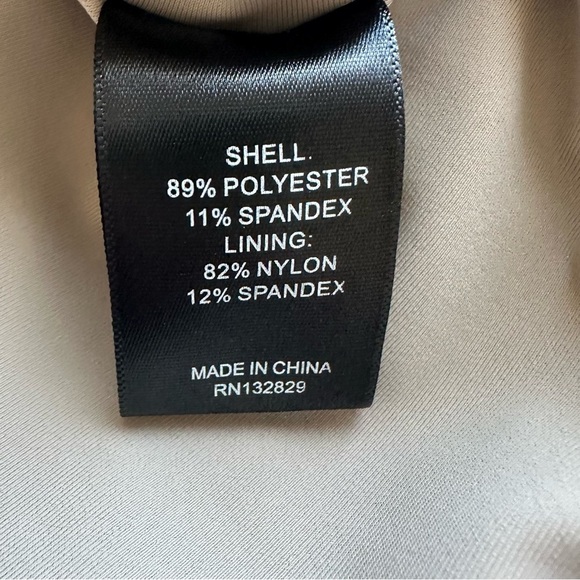 SHELL.
89% POLYESTER
11% SPANDEX
LINING:
82% NYLON
12% SPANDEX
MADE IN CHINA
RN132829